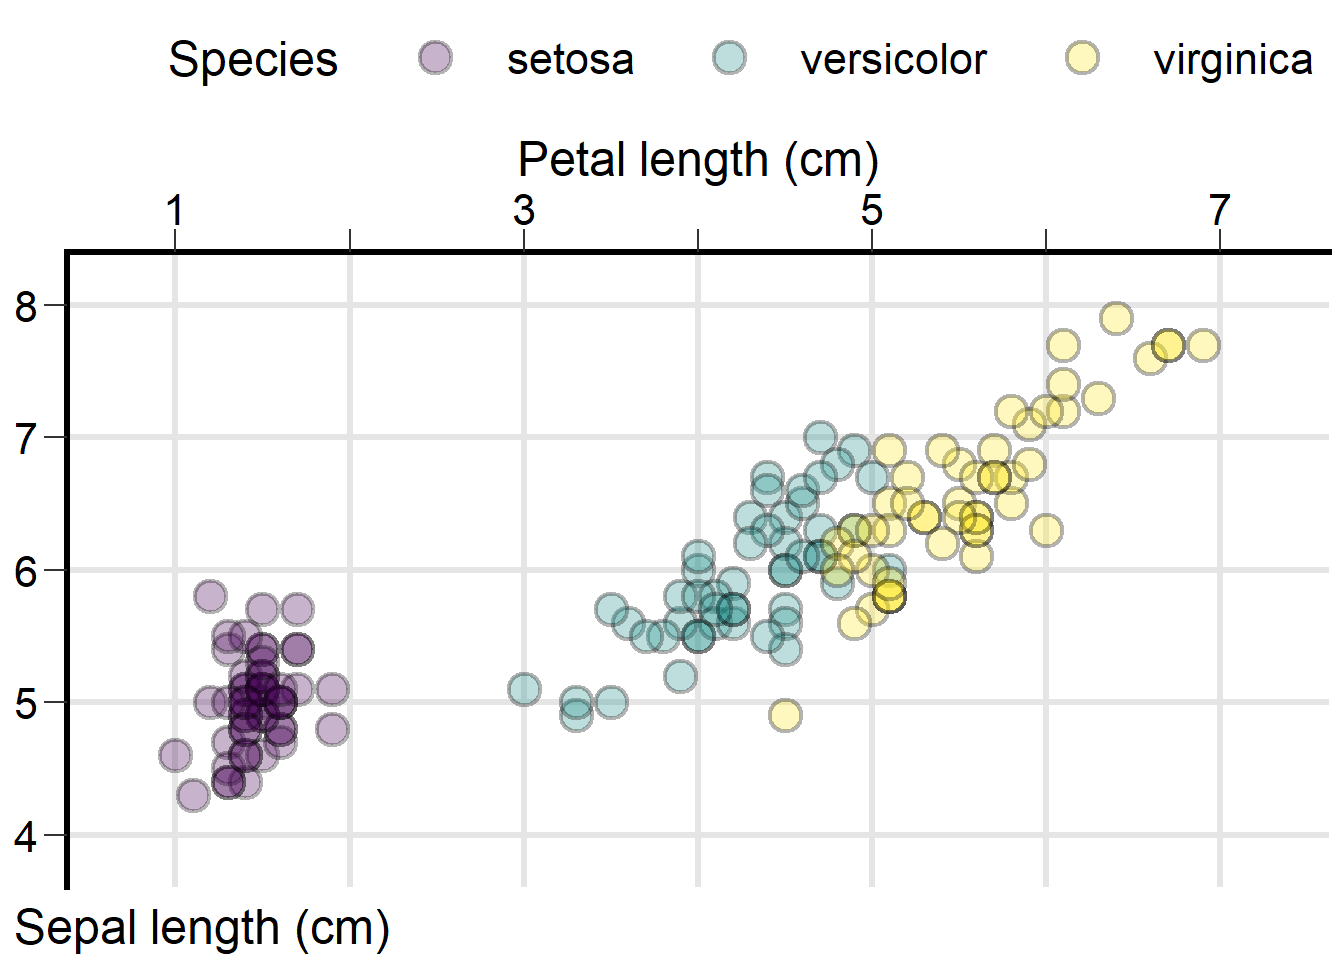 Species setosa versicolor virginica
Petal length (cm)
1 3 5 7
8
7
6
5
4
Sepal length (cm)